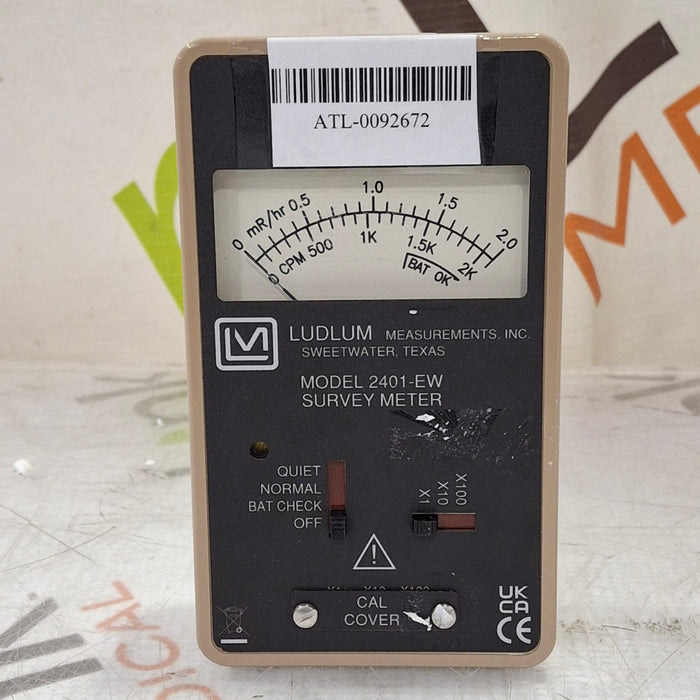 ATL-0092672
0 mR/hr 0.5 1.0 1.5 2.0
0 CPM 500 1K 1.5K 2K
BAT OK
LM LUDLUM MEASUREMENTS, INC.
SWEETWATER, TEXAS
MODEL 2401-EW
SURVEY METER
QUIET
NORMAL
BAT CHECK
OFF
X1 X10 X100
CAL
COVER
UK
CA
CE